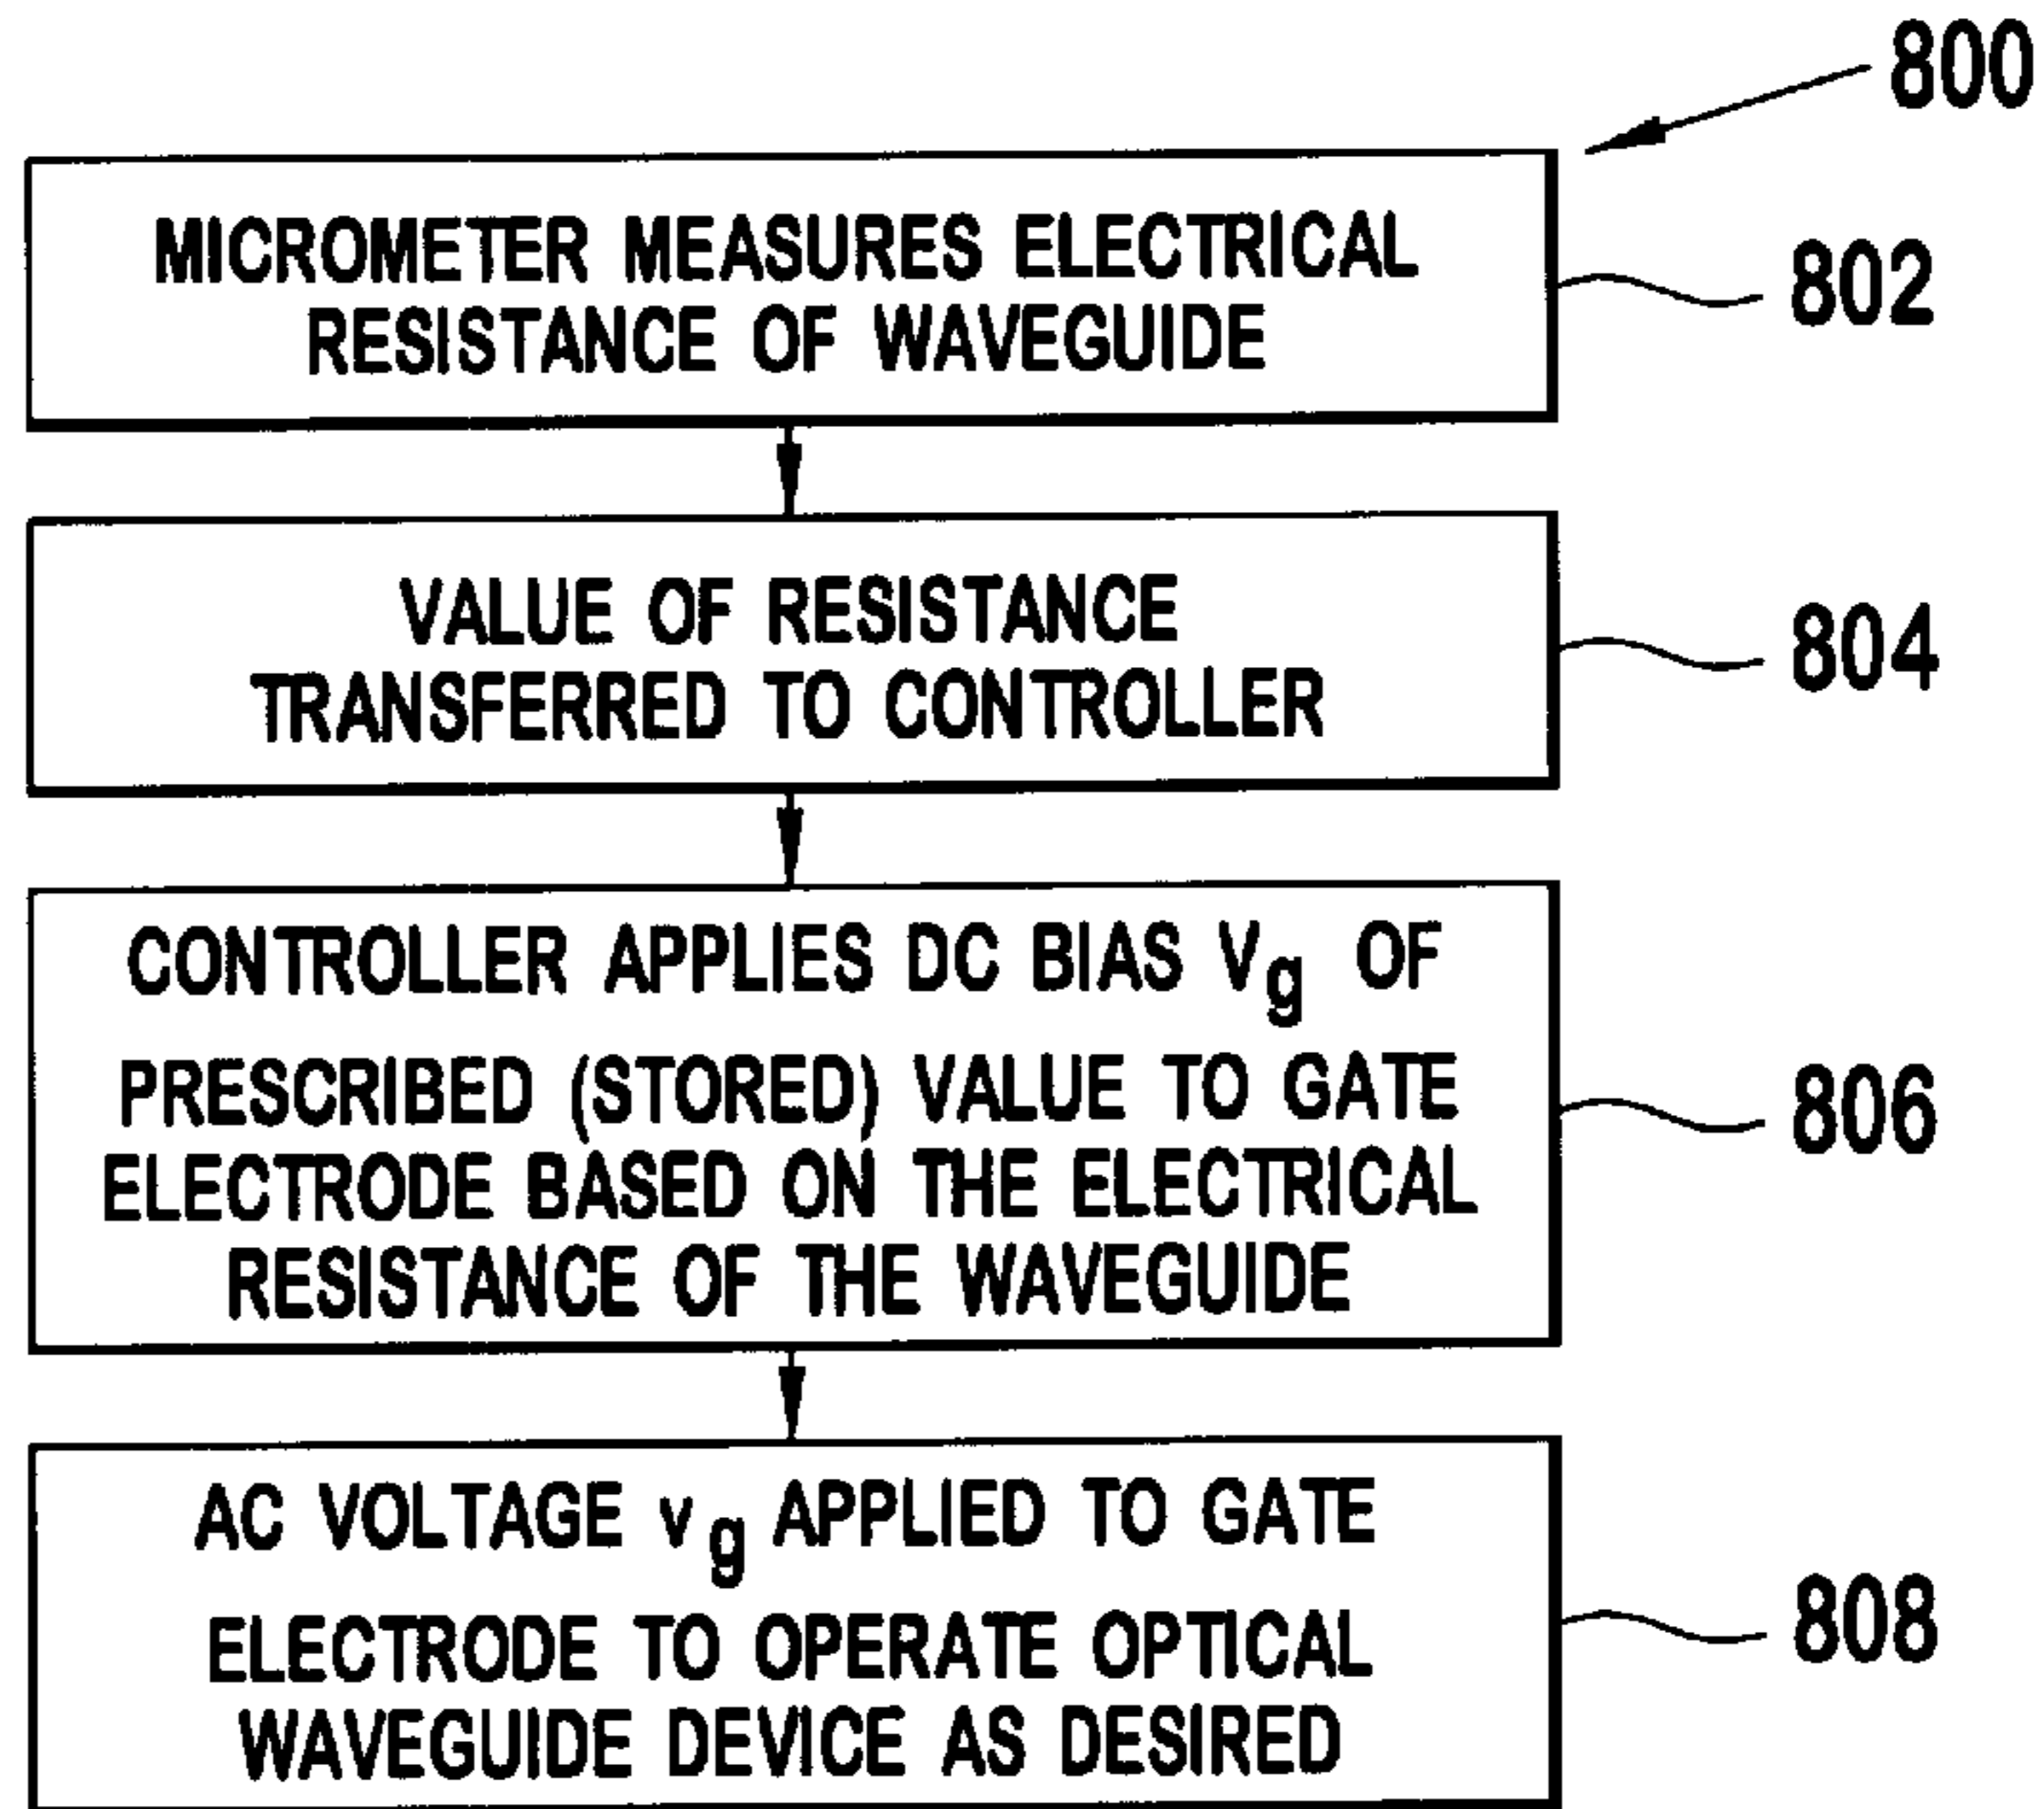 800
MICROMETER MEASURES ELECTRICAL
RESISTANCE OF WAVEGUIDE
802
VALUE OF RESISTANCE
TRANSFERRED TO CONTROLLER
804
CONTROLLER APPLIES DC BIAS Vg OF
PRESCRIBED (STORED) VALUE TO GATE
ELECTRODE BASED ON THE ELECTRICAL
RESISTANCE OF THE WAVEGUIDE
806
AC VOLTAGE vg APPLIED TO GATE
ELECTRODE TO OPERATE OPTICAL
WAVEGUIDE DEVICE AS DESIRED
808